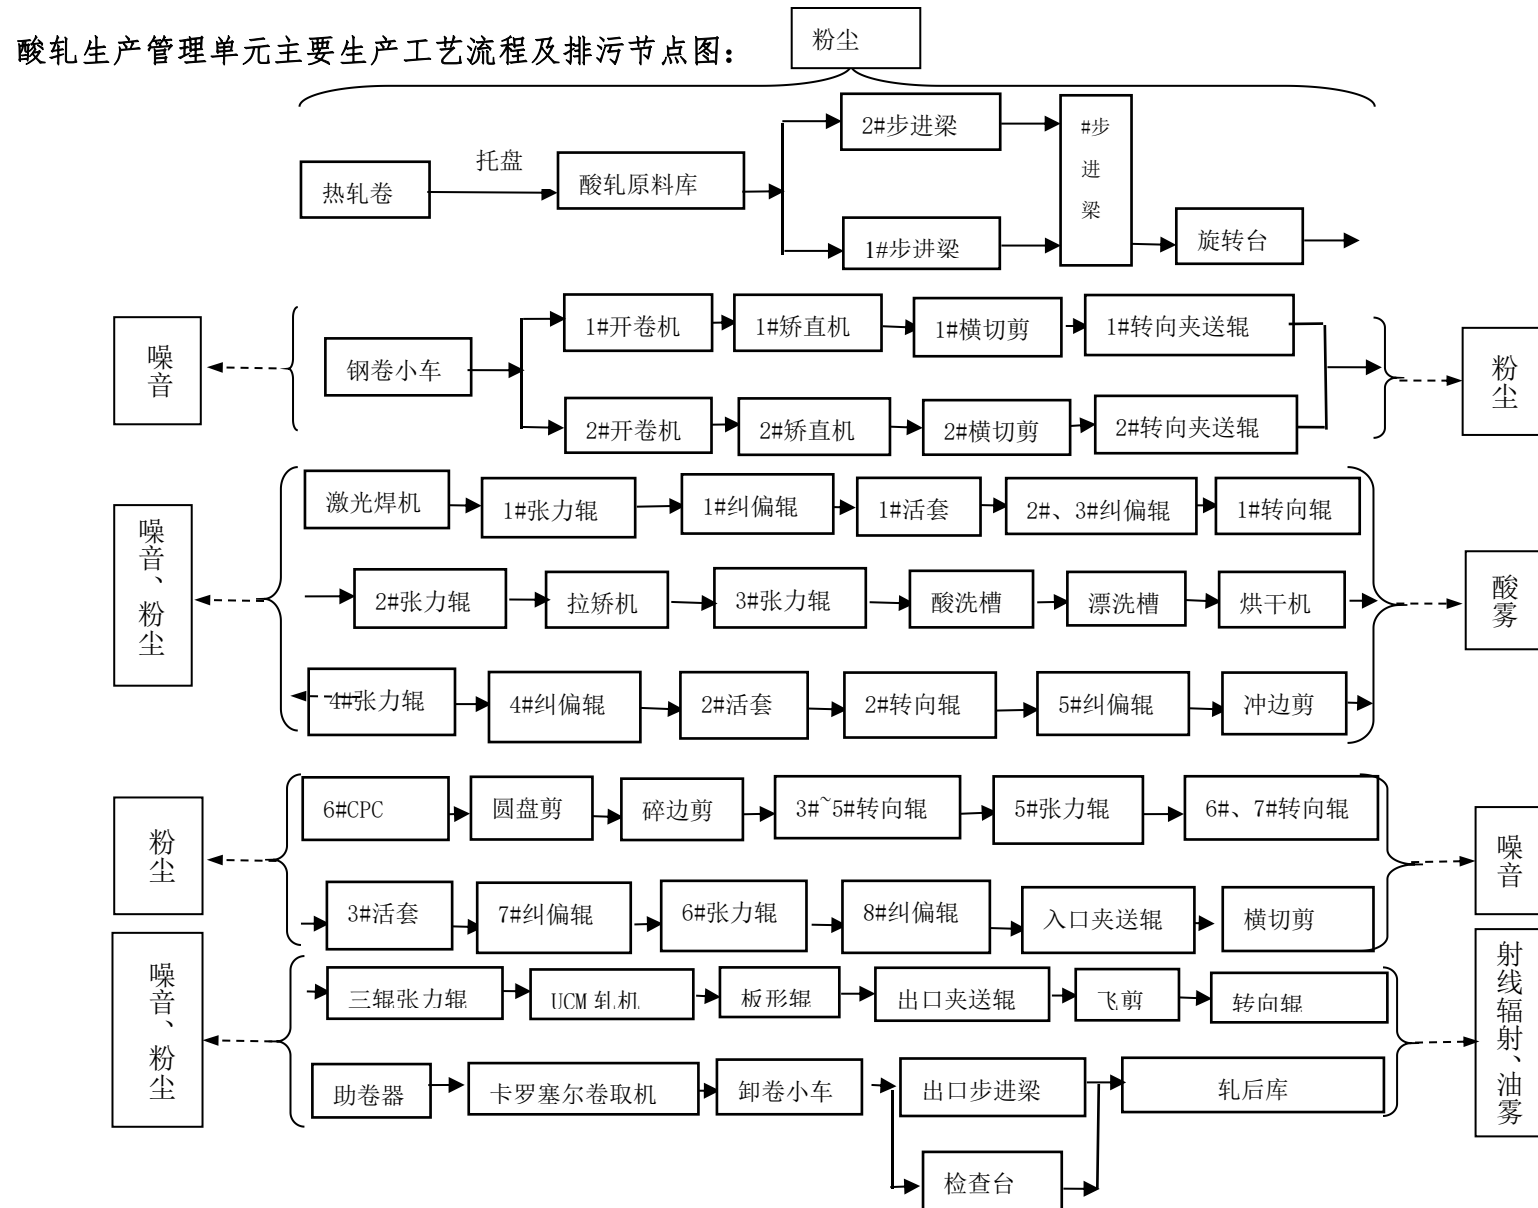 酸轧生产管理单元主要生产工艺流程及排污节点图：
粉尘
热轧卷
托盘
酸轧原料库
2#步进梁
1#步进梁
#步
进
梁
旋转台
噪音
钢卷小车
1#开卷机
1#矫直机
1#横切剪
1#转向夹送辊
2#开卷机
2#矫直机
2#横切剪
2#转向夹送辊
粉尘
噪音、粉尘
激光焊机
1#张力辊
1#纠偏辊
1#活套
2#、3#纠偏辊
1#转向辊
2#张力辊
拉矫机
3#张力辊
酸洗槽
漂洗槽
烘干机
4#张力辊
4#纠偏辊
2#活套
2#转向辊
5#纠偏辊
冲边剪
酸雾
粉尘
6#CPC
圆盘剪
碎边剪
3#~5#转向辊
5#张力辊
6#、7#转向辊
3#活套
7#纠偏辊
6#张力辊
8#纠偏辊
入口夹送辊
横切剪
噪音
噪音、粉尘
三辊张力辊
UCM 轧机
板形辊
出口夹送辊
飞剪
转向辊
助卷器
卡罗塞尔卷取机
卸卷小车
出口步进梁
轧后库
检查台
射线辐射、油雾